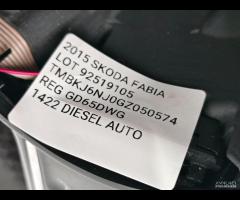 2015 SKODA FABIA
LOT 92519105
TMBKJ6NJ0GZ050574
REG GD65DWG
1422 DIESEL AUTO